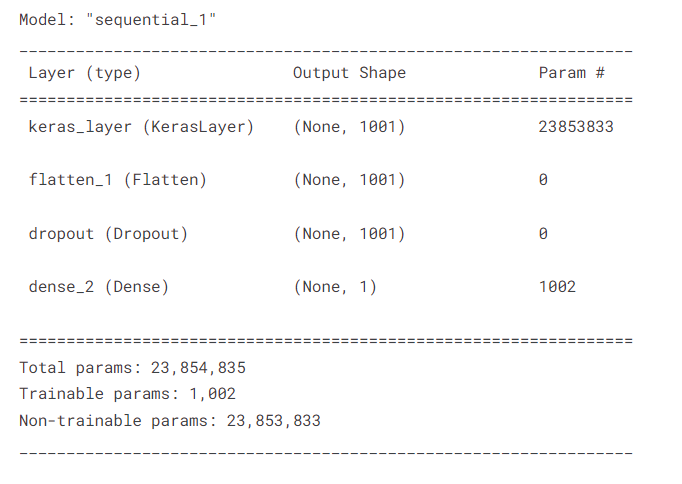 Model: "sequential_1"
_________________________________________________________________
Layer (type) Output Shape Param #
=================================================================
keras_layer (KerasLayer) (None, 1001) 23853833
flatten_1 (Flatten) (None, 1001) 0
dropout (Dropout) (None, 1001) 0
dense_2 (Dense) (None, 1) 1002
=================================================================
Total params: 23,854,835
Trainable params: 1,002
Non-trainable params: 23,853,833
_________________________________________________________________